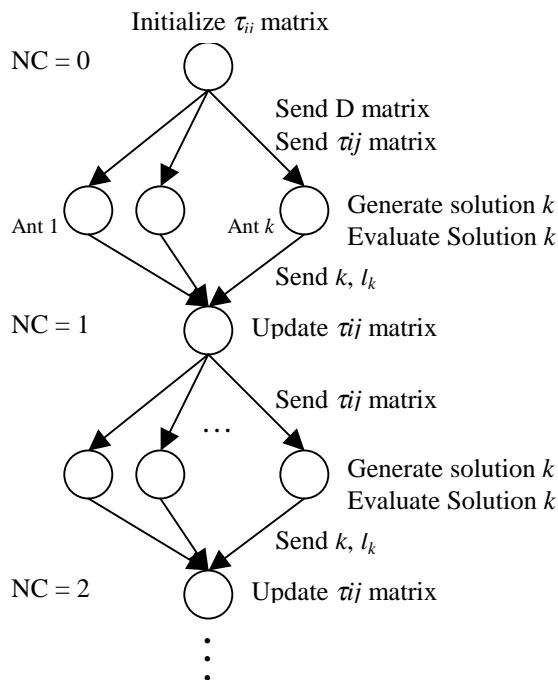 Initialize τii matrix
NC = 0
Send D matrix
Send τij matrix
Ant 1
Ant k
Generate solution k
Evaluate Solution k
Send k, lk
NC = 1
Update τij matrix
Send τij matrix
...
Generate solution k
Evaluate Solution k
Send k, lk
NC = 2
Update τij matrix